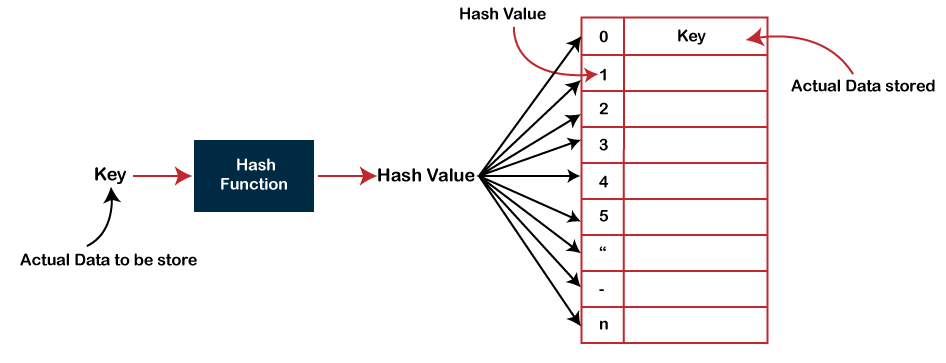 Hash Value
0 Key
1
Actual Data stored
2
3
Hash
Function
Key
Hash Value
4
5
Actual Data to be store
“
-
n